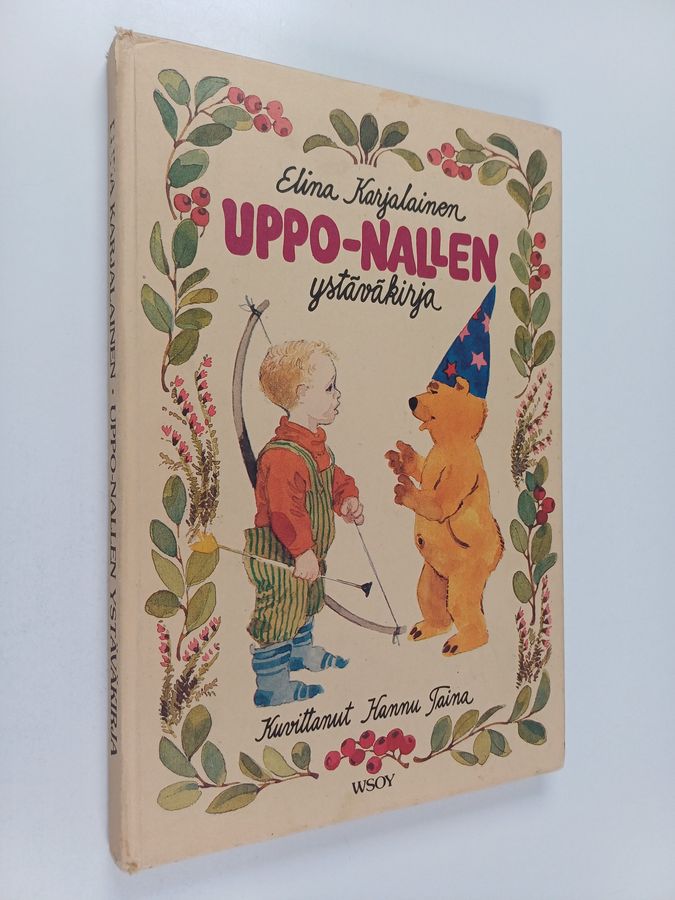 Elina Karjalainen
UPPO-NALLEN
ystäväkirja
Kuvittanut Hannu Taina
WSOY
ELINA KARJALAINEN · UPPO-NALLEN YSTÄVÄKIRJA